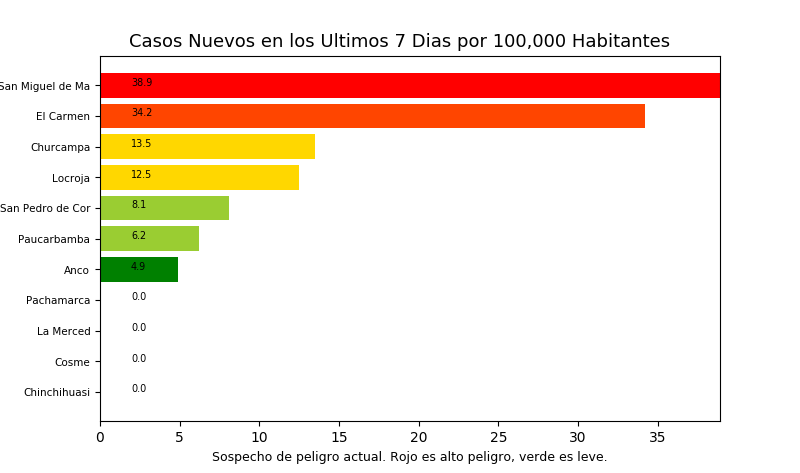 Casos Nuevos en los Ultimos 7 Dias por 100,000 Habitantes
San Miguel de Ma 38.9
El Carmen 34.2
Churcampa 13.5
Locroja 12.5
San Pedro de Cor 8.1
Paucarbamba 6.2
Anco 4.9
Pachamarca 0.0
La Merced 0.0
Cosme 0.0
Chinchihuasi 0.0
0 5 10 15 20 25 30 35
Sospecho de peligro actual. Rojo es alto peligro, verde es leve.